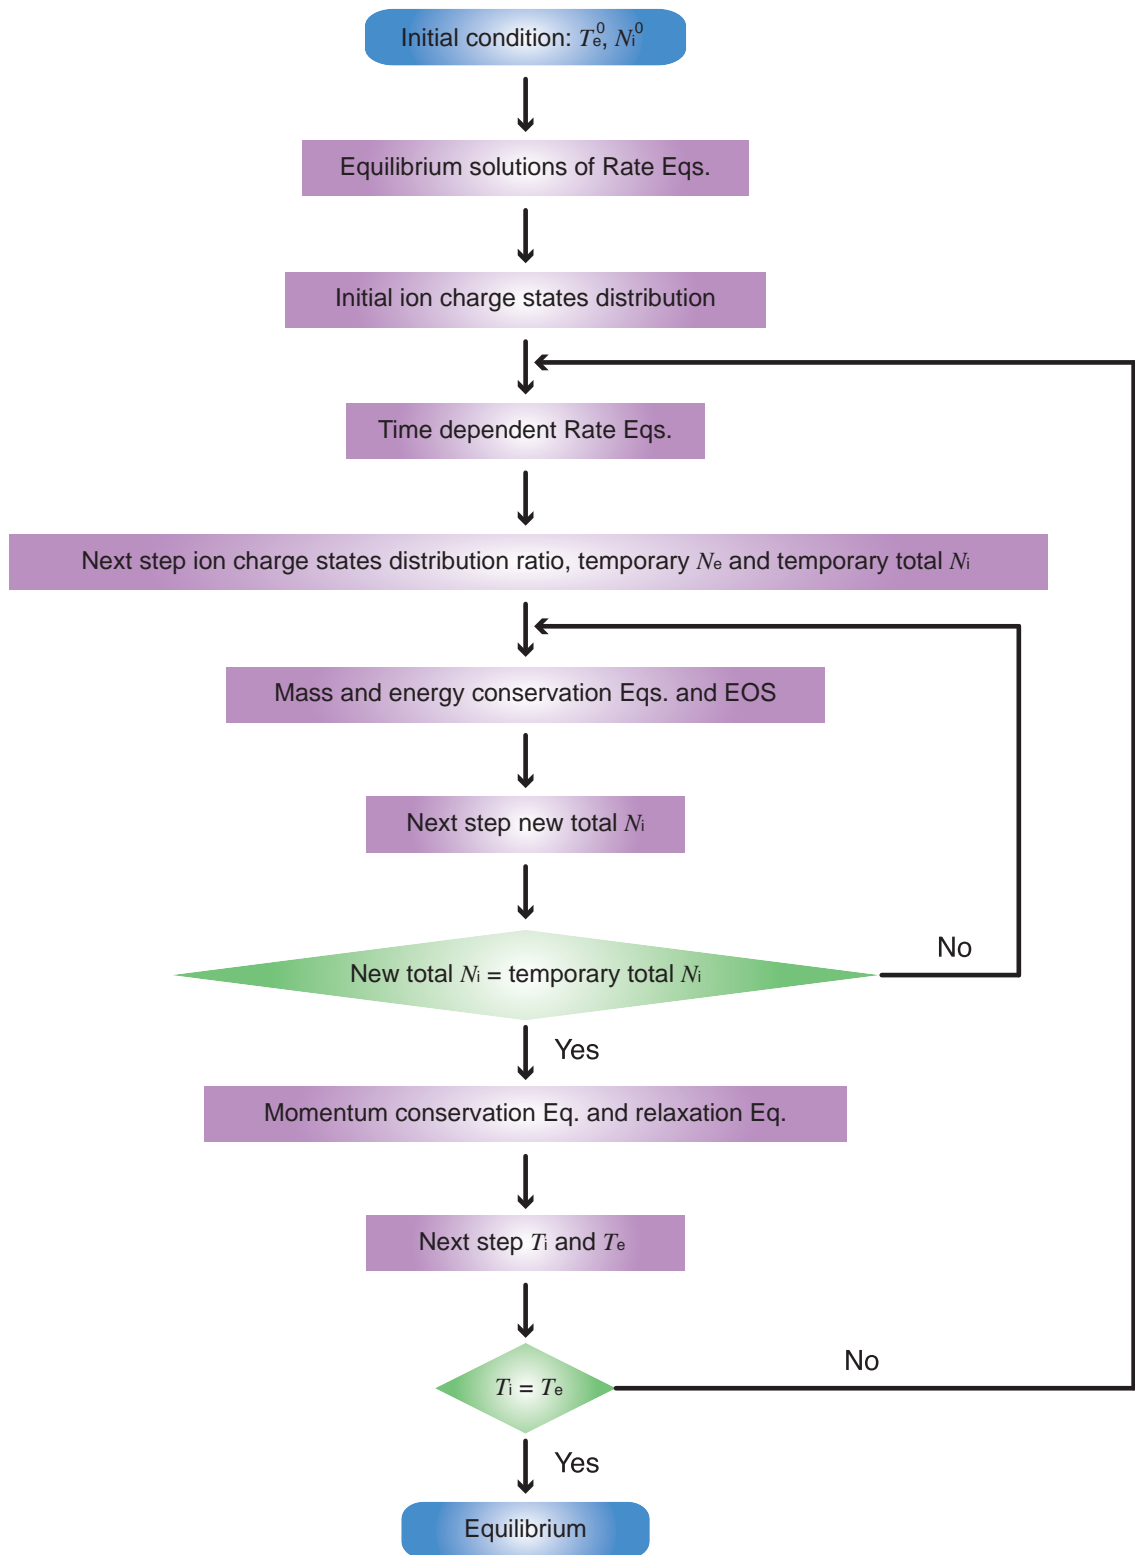 Initial condition: Te0, Ni0
Equilibrium solutions of Rate Eqs.
Initial ion charge states distribution
Time dependent Rate Eqs.
Next step ion charge states distribution ratio, temporary Ne and temporary total Ni
Mass and energy conservation Eqs. and EOS
Next step new total Ni
New total Ni = temporary total Ni
No
Yes
Momentum conservation Eq. and relaxation Eq.
Next step Ti and Te
No
Ti = Te
Yes
Equilibrium